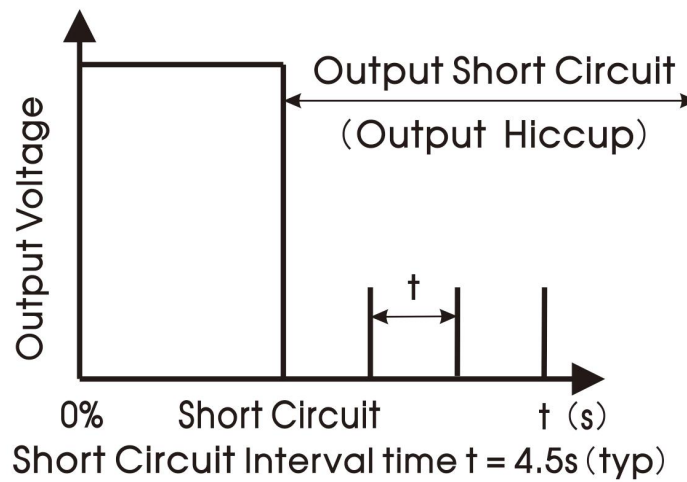 Output Voltage
Output Short Circuit
(Output Hiccup)
t
0% Short Circuit t (s)
Short Circuit Interval time t = 4.5s (typ)